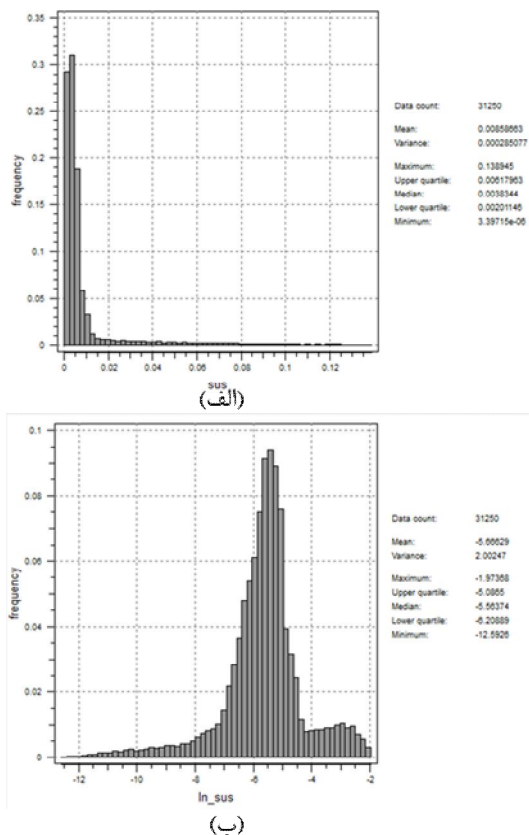 0.35
0.3
0.25
0.2
0.15
0.1
0.05
0
frequency
0 0.02 0.04 0.06 0.08 0.1 0.12
sus
Data count: 31250
Mean: 0.00858663
Variance: 0.000285077
Maximum: 0.138945
Upper quartile: 0.00617963
Median: 0.0038344
Lower quartile: 0.00201146
Minimum: 3.39715e-06
(الف)
0.1
0.08
0.06
0.04
0.02
0
frequency
-12 -10 -8 -6 -4 -2
ln_sus
Data count: 31250
Mean: -5.66629
Variance: 2.00247
Maximum: -1.97368
Upper quartile: -5.0865
Median: -5.56374
Lower quartile: -6.20889
Minimum: -12.5926
(ب)